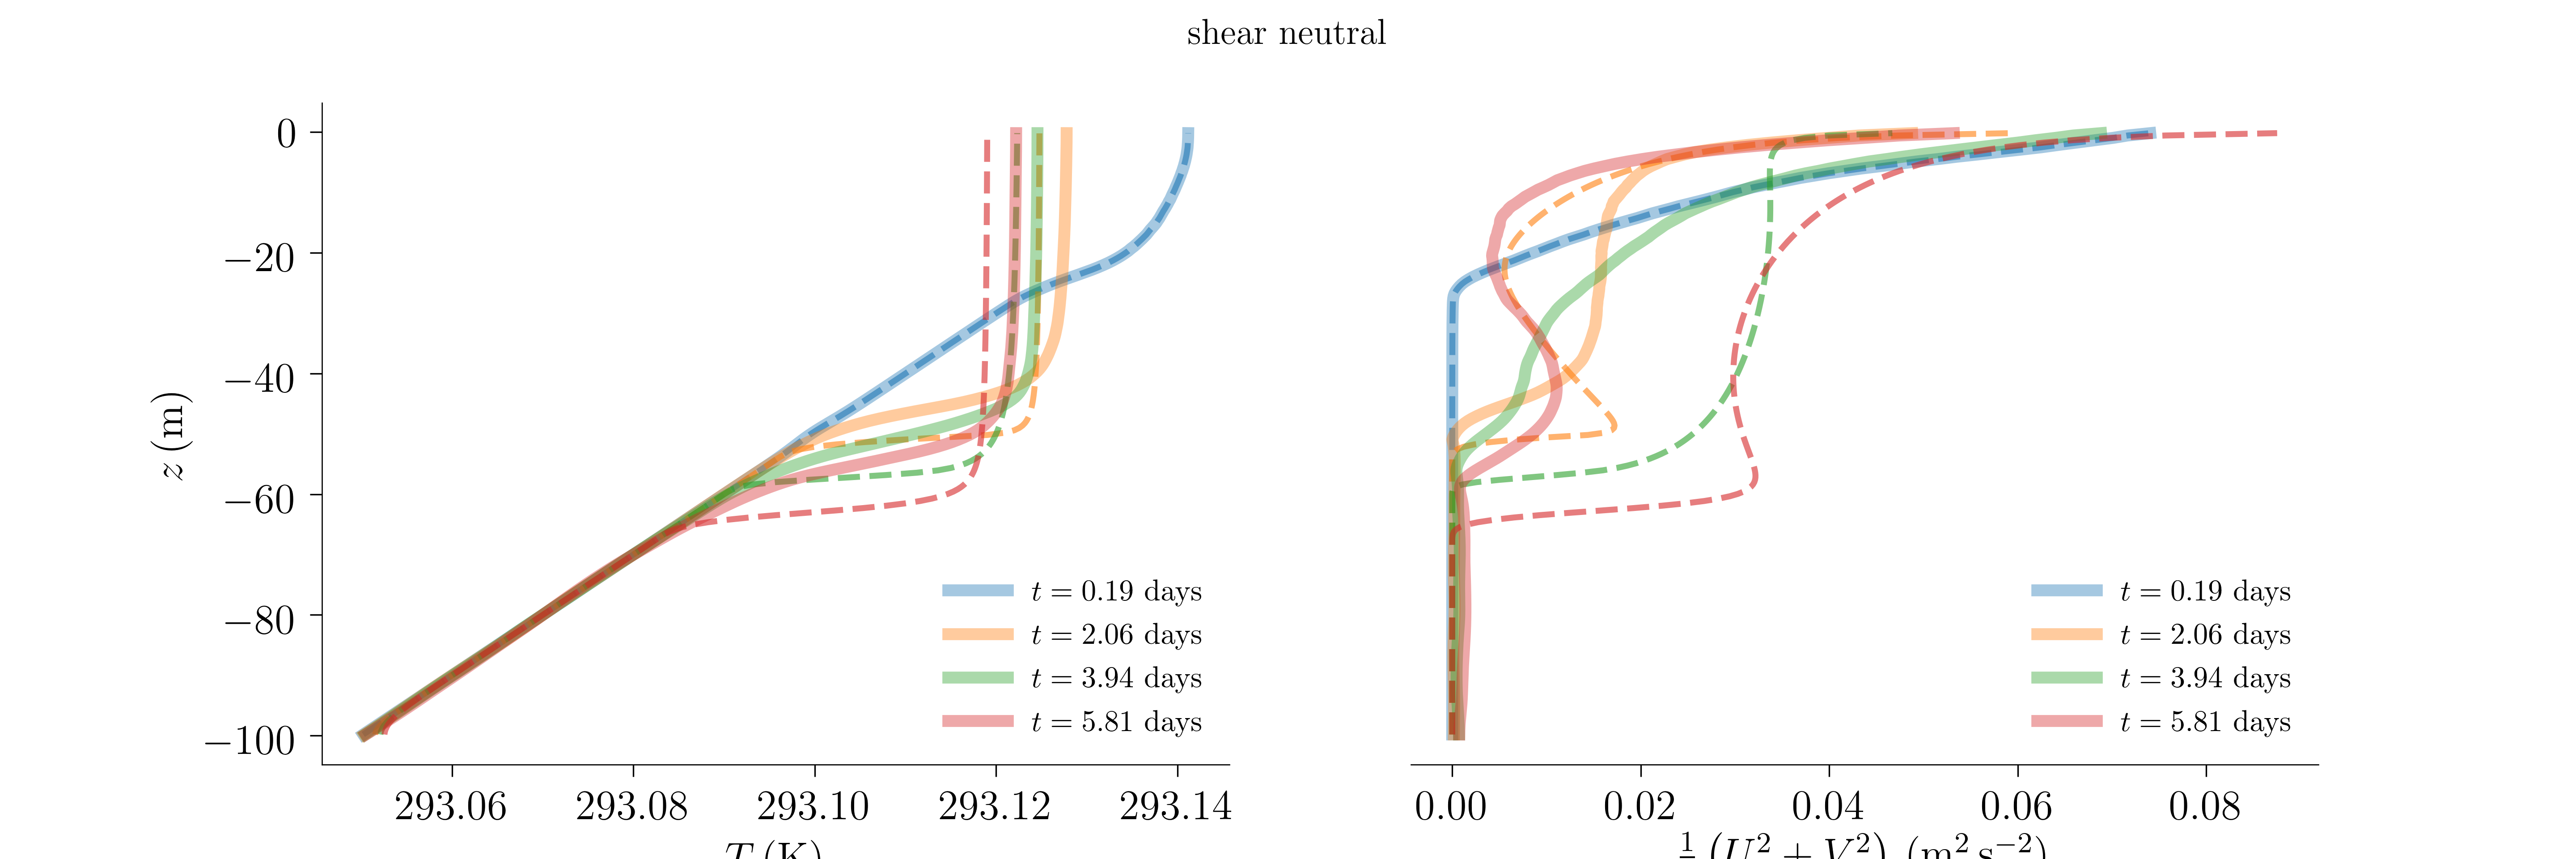 shear neutral
0
−20
−40
−60
−80
−100
z (m)
293.06 293.08 293.10 293.12 293.14
T (K)
t = 0.19 days
t = 2.06 days
t = 3.94 days
t = 5.81 days
0.00 0.02 0.04 0.06 0.08
(U² + V²) (m² s⁻²)
t = 0.19 days
t = 2.06 days
t = 3.94 days
t = 5.81 days